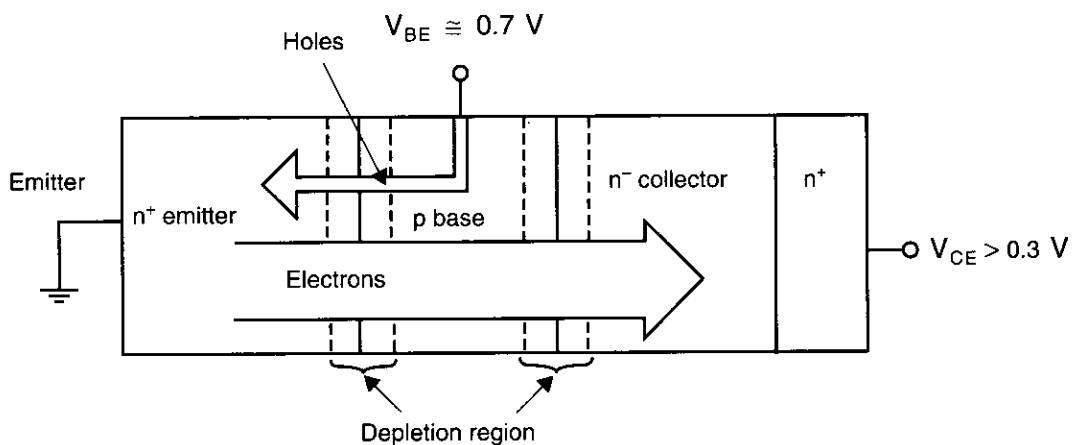 V_BE ≅ 0.7 V
Holes
Emitter
n⁺ emitter
p base
n⁻ collector
n⁺
V_CE > 0.3 V
Electrons
Depletion region